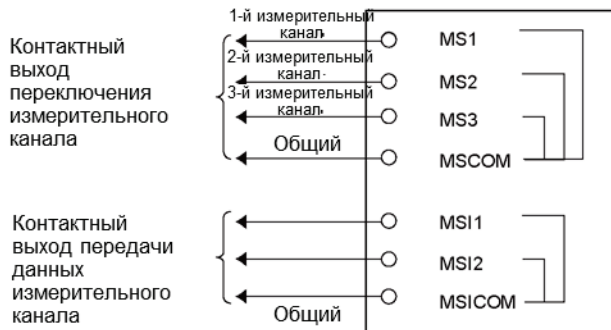 Контактный
выход
переключения
измерительного
канала
1-й измерительный
канал
2-й измерительный
канал
3-й измерительный
канал
Общий
MS1
MS2
MS3
MSCOM
Контактный
выход передачи
данных
измерительного
канала
Общий
MSI1
MSI2
MSICOM